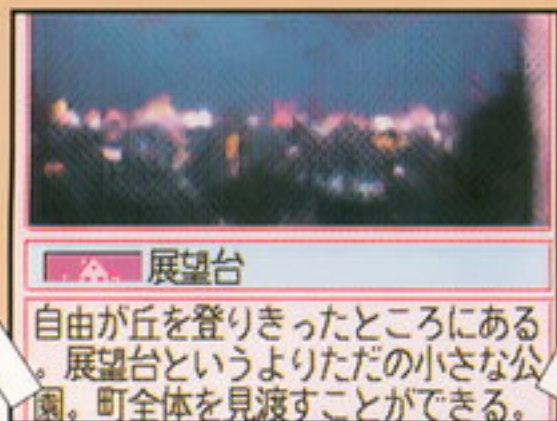 展望台
自由が丘を登りきったところにある
。展望台というよりただの小さな公
園。町全体を見渡すことができる。